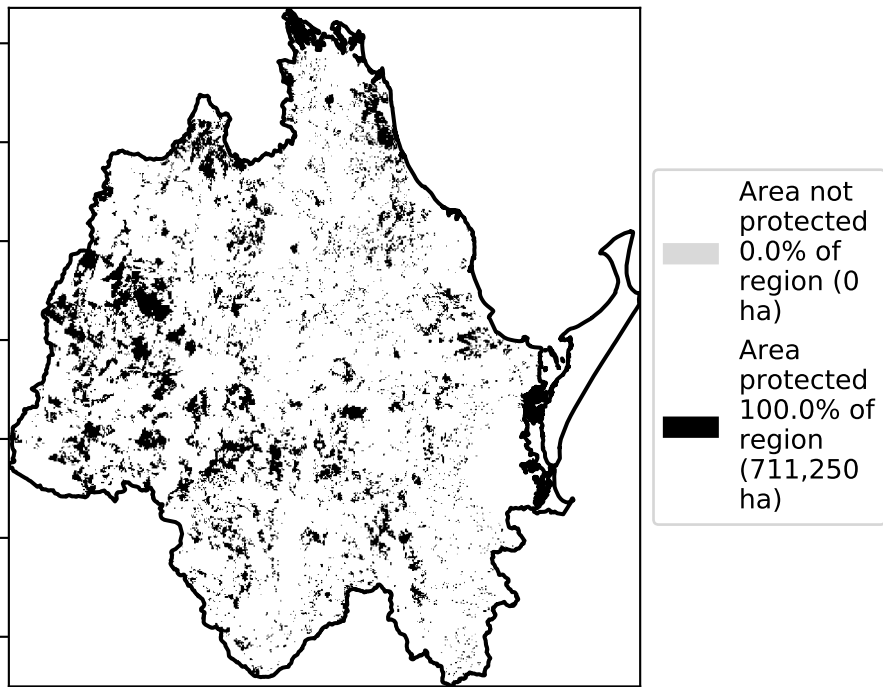 Area not
protected
0.0% of
region (0
ha)
Area
protected
100.0% of
region
(711,250
ha)